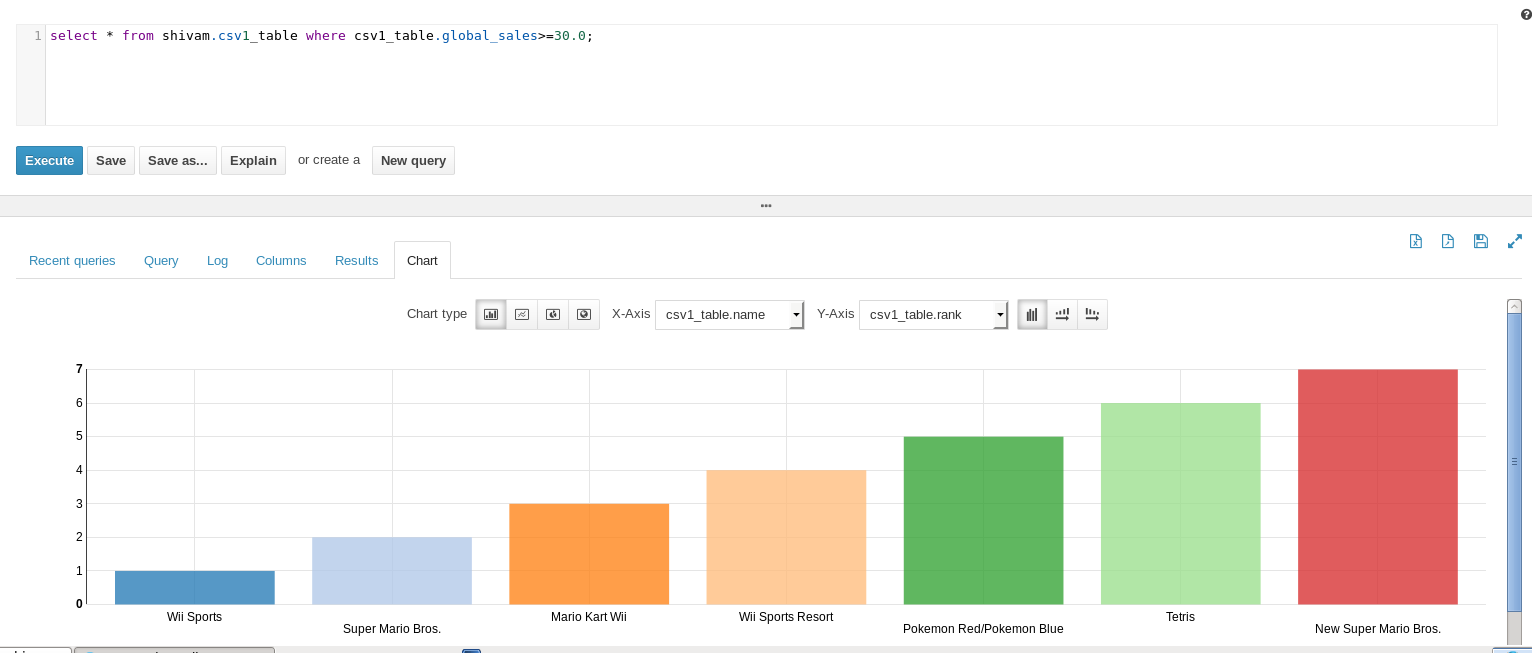 1 select * from shivam.csv1_table where csv1_table.global_sales>=30.0;
Execute Save Save as... Explain or create a New query
Recent queries Query Log Columns Results Chart
Chart type X-Axis csv1_table.name Y-Axis csv1_table.rank
7
6
5
4
3
2
1
0
Wii Sports Mario Kart Wii Wii Sports Resort Tetris
Super Mario Bros. Pokemon Red/Pokemon Blue New Super Mario Bros.